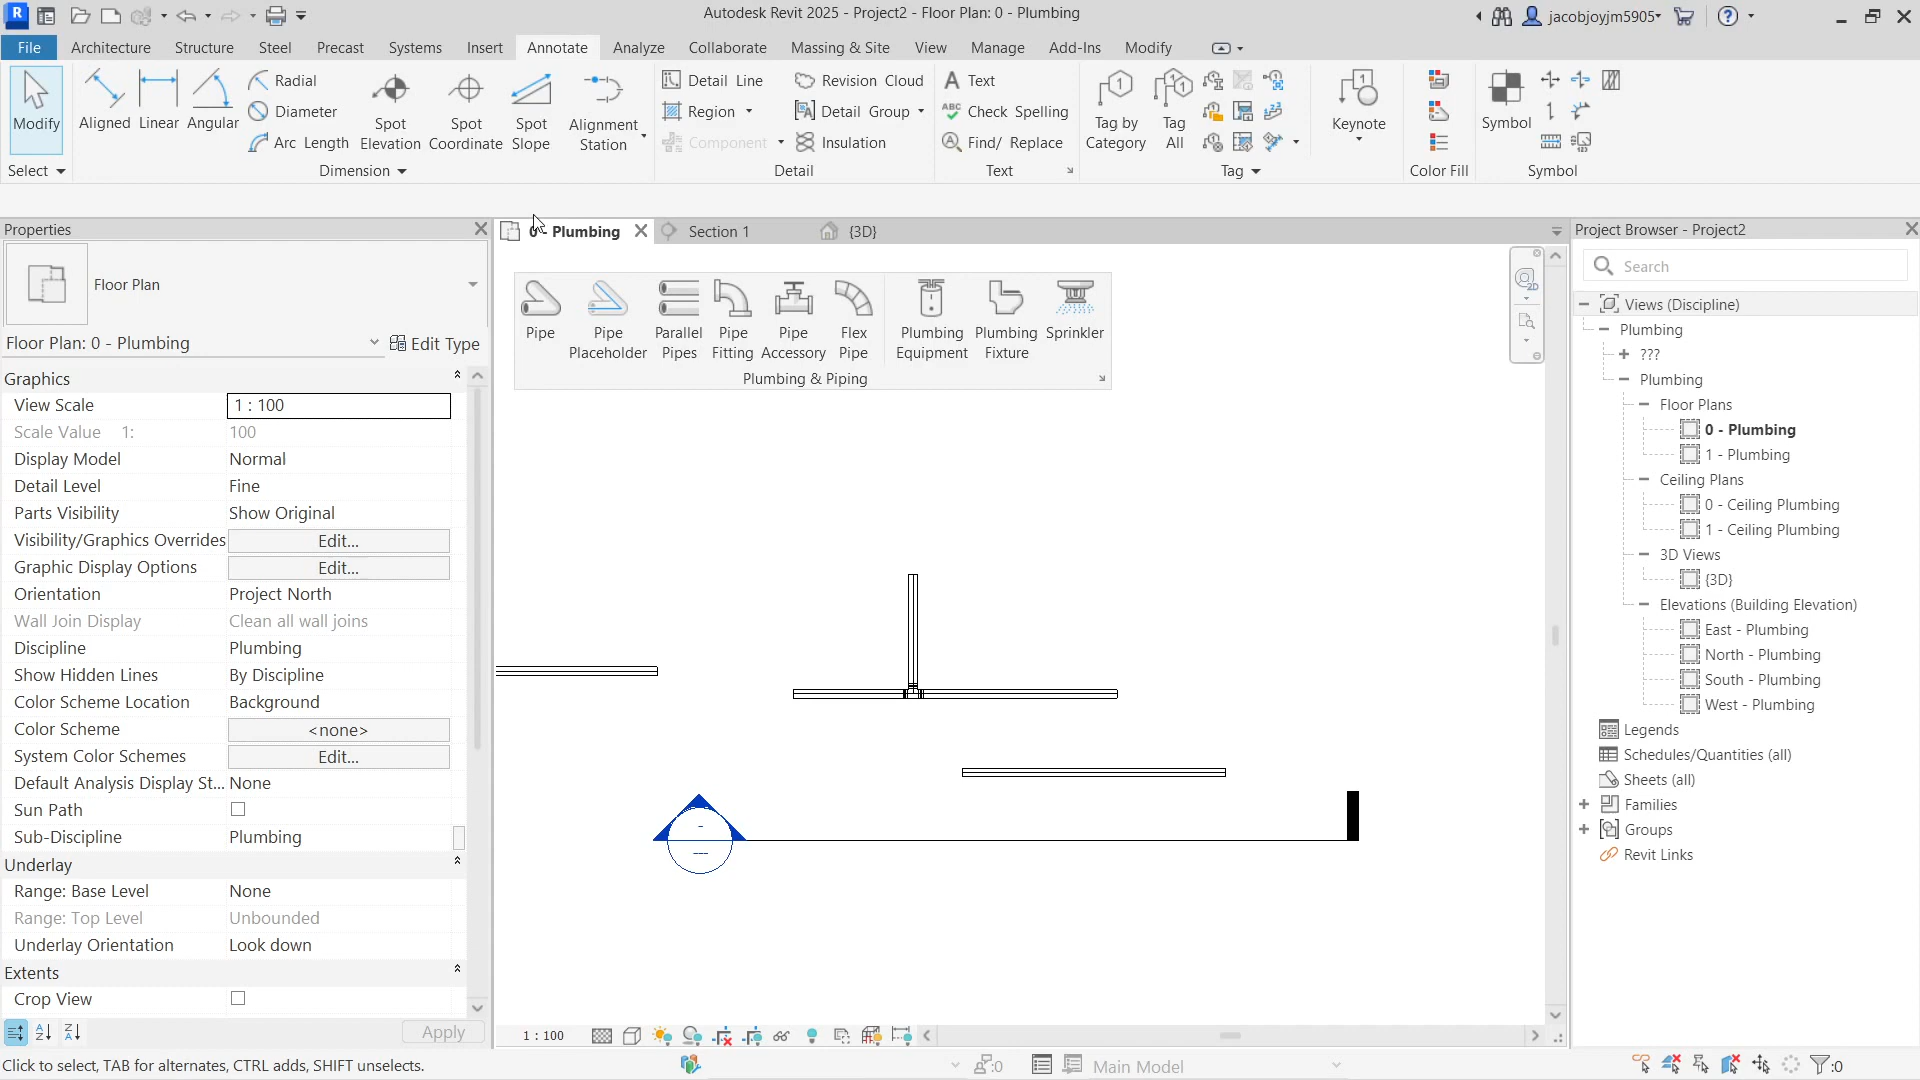 Autodesk Revit 2025 - Project2 - Floor Plan: 0 - Plumbing
jacobjoyjm5905
File
Architecture
Structure
Steel
Precast
Systems
Insert
Annotate
Analyze
Collaborate
Massing & Site
View
Manage
Add-Ins
Modify
Modify
Aligned
Linear
Angular
Radial
Diameter
Arc Length
Spot
Elevation
Spot
Coordinate
Spot
Slope
Alignment
Station
Detail Line
Region
Component
Revision Cloud
Detail Group
Insulation
Text
Check Spelling
Find/ Replace
Tag by
Category
Tag
All
Keynote
Symbol
Select
Dimension
Detail
Text
Tag
Color Fill
Symbol
Properties
Floor Plan
Floor Plan: 0 - Plumbing
Edit Type
Graphics
View Scale 1 : 100
Scale Value 1: 100
Display Model Normal
Detail Level Fine
Parts Visibility Show Original
Visibility/Graphics Overrides Edit...
Graphic Display Options Edit...
Orientation Project North
Wall Join Display Clean all wall joins
Discipline Plumbing
Show Hidden Lines By Discipline
Color Scheme Location Background
Color Scheme <none>
System Color Schemes Edit...
Default Analysis Display St... None
Sun Path
Sub-Discipline Plumbing
Underlay
Range: Base Level None
Range: Top Level Unbounded
Underlay Orientation Look down
Extents
Crop View
Apply
0 - Plumbing
Section 1
{3D}
Pipe
Pipe
Placeholder
Parallel
Pipes
Pipe
Fitting
Pipe
Accessory
Flex
Pipe
Plumbing
Equipment
Plumbing
Fixture
Sprinkler
Plumbing & Piping
1 : 100
Project Browser - Project2
Search
Views (Discipline)
Plumbing
???
Plumbing
Floor Plans
0 - Plumbing
1 - Plumbing
Ceiling Plans
0 - Ceiling Plumbing
1 - Ceiling Plumbing
3D Views
{3D}
Elevations (Building Elevation)
East - Plumbing
North - Plumbing
South - Plumbing
West - Plumbing
Legends
Schedules/Quantities (all)
Sheets (all)
Families
Groups
Revit Links
Click to select, TAB for alternates, CTRL adds, SHIFT unselects.
:0
Main Model
:0